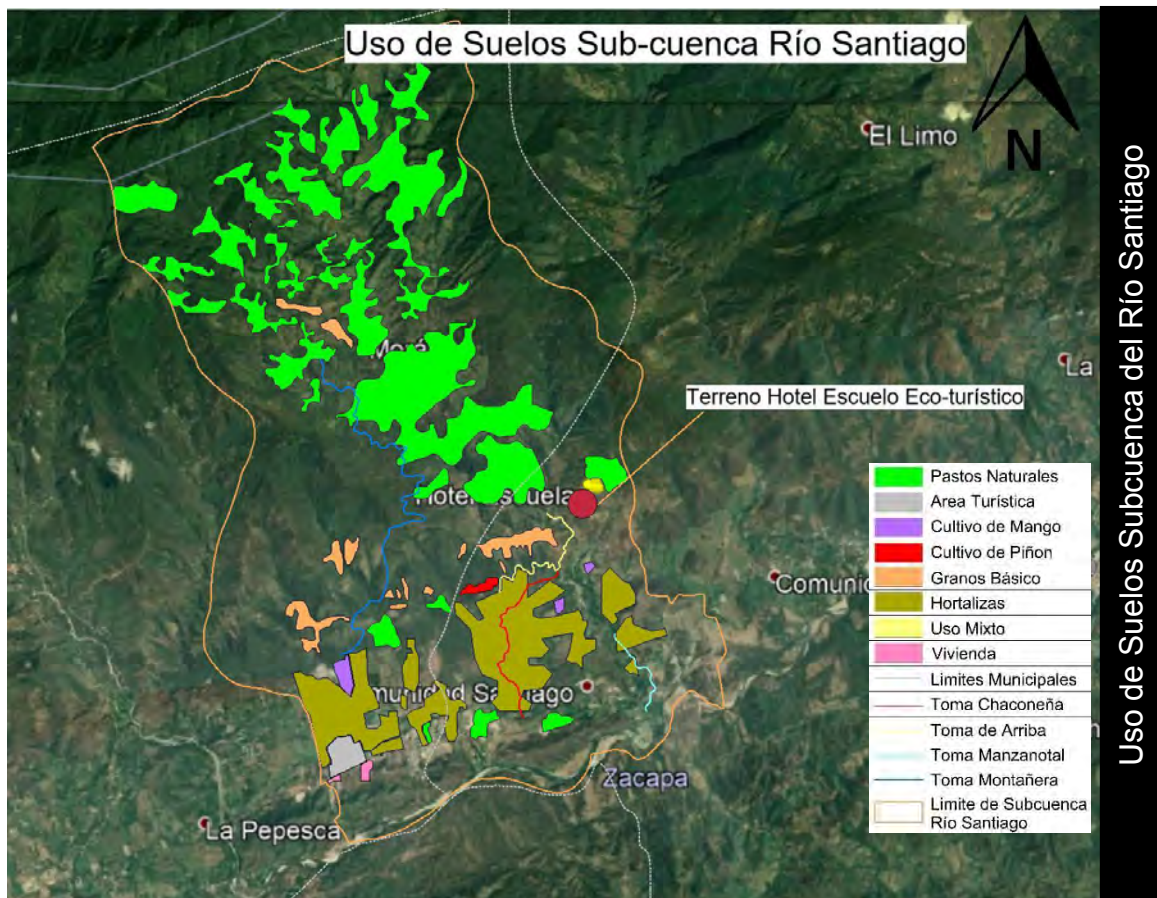 Uso de Suelos Sub-cuenca Río Santiago
N
El Limo
La
Terreno Hotel Escuelo Eco-turístico
Comunid
Zacapa
La Pepesca
Santiago
Pastos Naturales
Area Turística
Cultivo de Mango
Cultivo de Piñon
Granos Básico
Hortalizas
Uso Mixto
Vivienda
Limites Municipales
Toma Chaconeña
Toma de Arriba
Toma Manzanotal
Toma Montañera
Limite de Subcuenca
Río Santiago
Uso de Suelos Subcuenca del Río Santiago